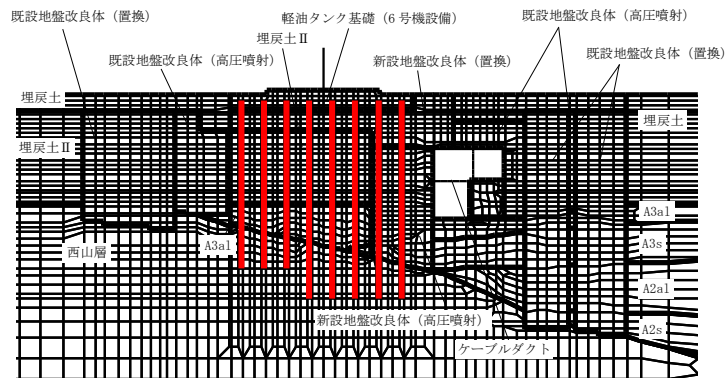 既設地盤改良体（置換）
埋戻土Ⅱ
軽油タンク基礎（6 号機設備）
既設地盤改良体（高圧噴射）
既設地盤改良体（高圧噴射）
新設地盤改良体（置換）
既設地盤改良体（置換）
埋戻土
埋戻土
埋戻土Ⅱ
A3a1
西山層
A3a1
A3s
A2a1
新設地盤改良体（高圧噴射）
A2s
ケーブルダクト